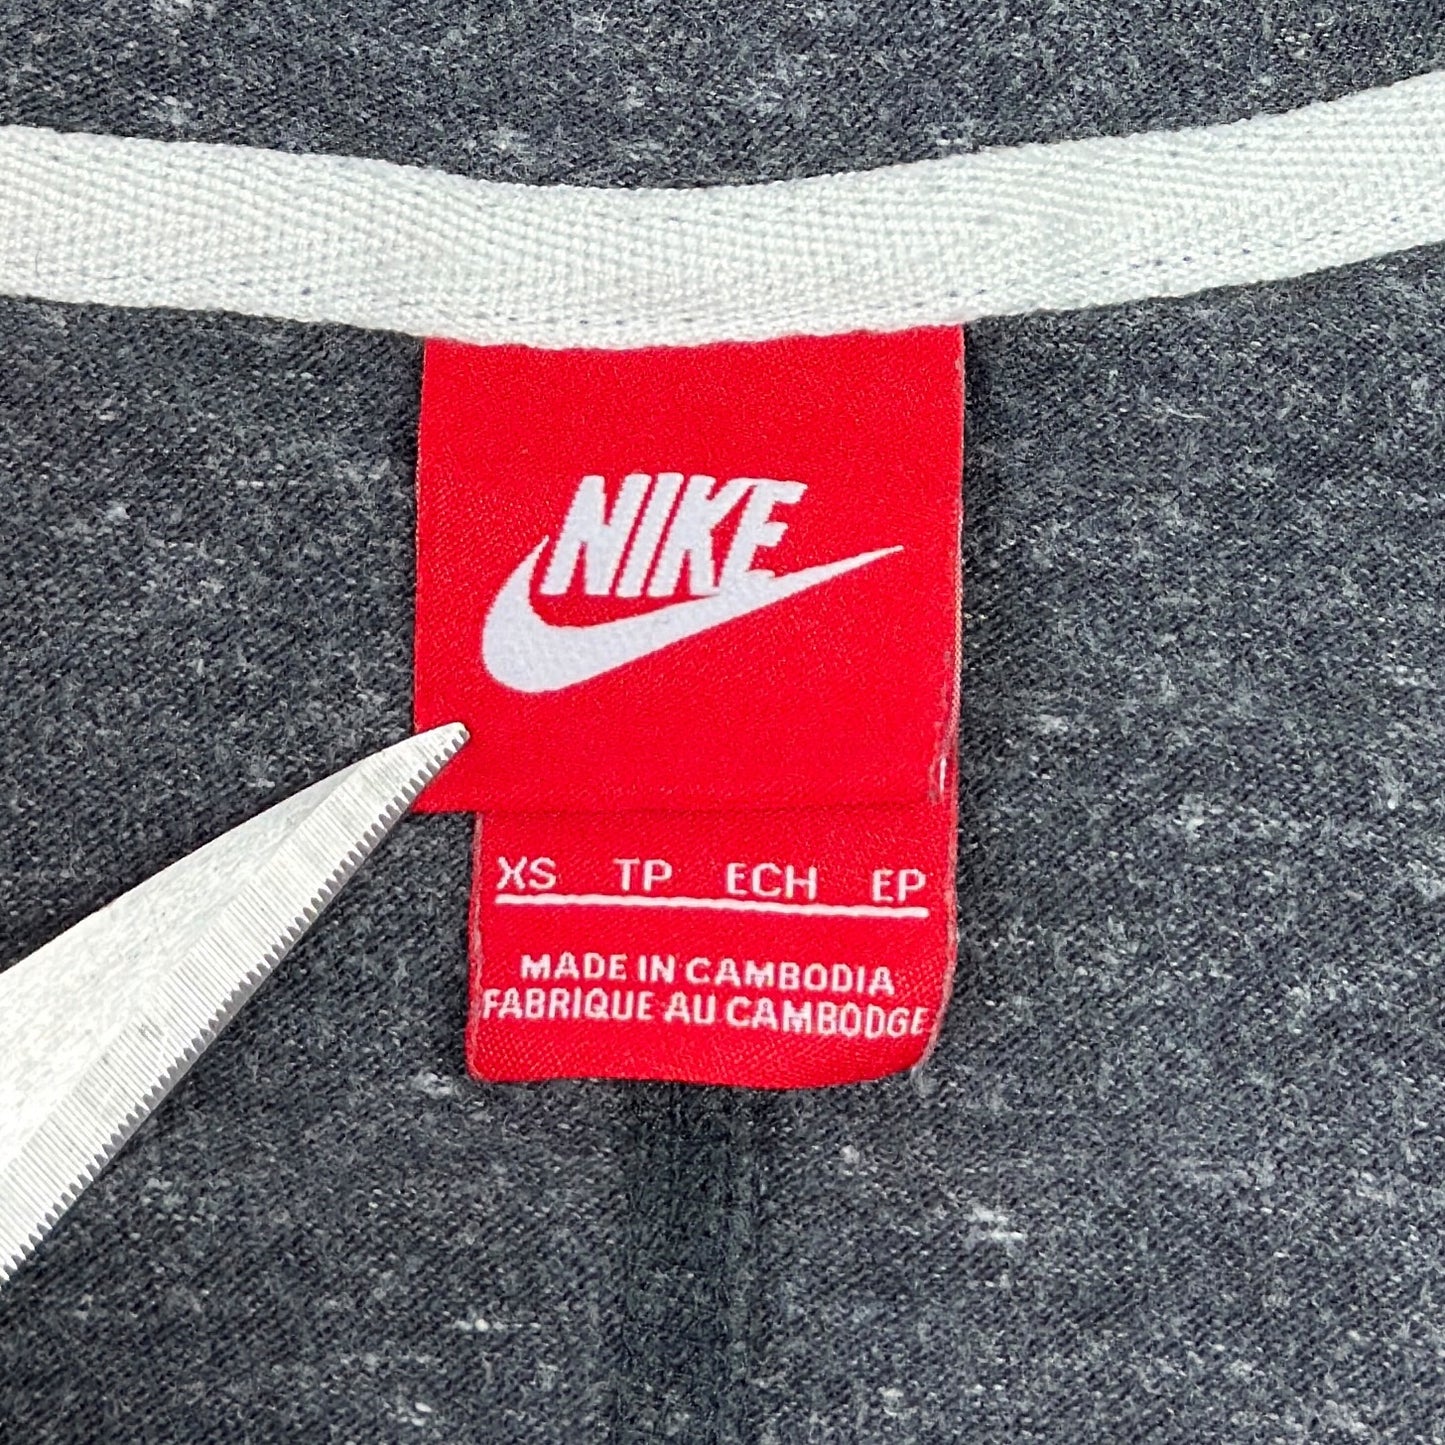 NIKE
XS TP ECH EP
MADE IN CAMBODIA
FABRIQUE AU CAMBODGE